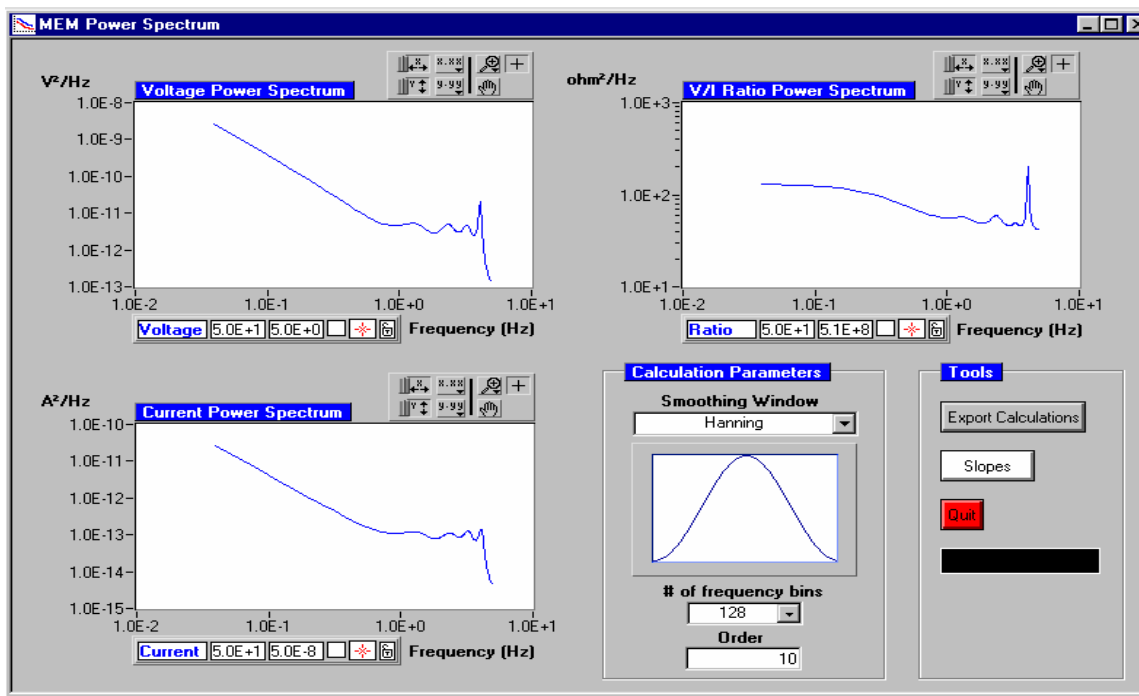 MEM Power Spectrum
V²/Hz
Voltage Power Spectrum
1.0E-8
1.0E-9
1.0E-10
1.0E-11
1.0E-12
1.0E-13
1.0E-2 1.0E-1 1.0E+0 1.0E+1
Voltage 5.0E+1 5.0E+0 Frequency (Hz)
ohm²/Hz
V/I Ratio Power Spectrum
1.0E+3
1.0E+2
1.0E+1
1.0E-2 1.0E-1 1.0E+0 1.0E+1
Ratio 5.0E+1 5.1E+8 Frequency (Hz)
A²/Hz
Current Power Spectrum
1.0E-10
1.0E-11
1.0E-12
1.0E-13
1.0E-14
1.0E-15
1.0E-2 1.0E-1 1.0E+0 1.0E+1
Current 5.0E+1 5.0E-8 Frequency (Hz)
Calculation Parameters
Smoothing Window
Hanning
# of frequency bins
128
Order
10
Tools
Export Calculations
Slopes
Quit